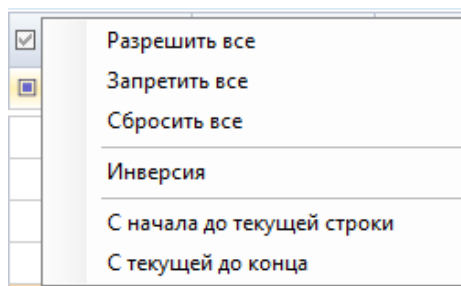 Разрешить все
Запретить все
Сбросить все
Инверсия
С начала до текущей строки
С текущей до конца